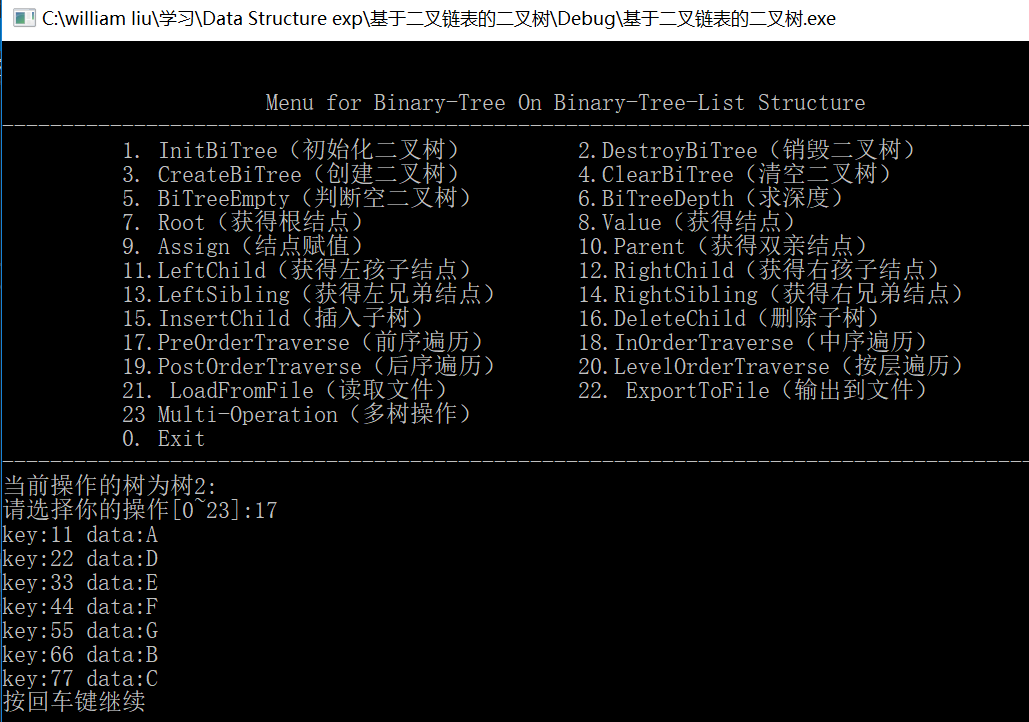 C:\william liu\学习\Data Structure exp\基于二叉链表的二叉树\Debug\基于二叉链表的二叉树.exe
Menu for Binary-Tree On Binary-Tree-List Structure
1. InitBiTree（初始化二叉树） 2.DestroyBiTree（销毁二叉树）
3. CreateBiTree（创建二叉树） 4.ClearBiTree（清空二叉树）
5. BiTreeEmpty（判断空二叉树） 6.BiTreeDepth（求深度）
7. Root（获得根结点） 8.Value（获得结点）
9. Assign（结点赋值） 10.Parent（获得双亲结点）
11.LeftChild（获得左孩子结点） 12.RightChild（获得右孩子结点）
13.LeftSibling（获得左兄弟结点） 14.RightSibling（获得右兄弟结点）
15.InsertChild（插入子树） 16.DeleteChild（删除子树）
17.PreOrderTraverse（前序遍历） 18.InOrderTraverse（中序遍历）
19.PostOrderTraverse（后序遍历） 20.LevelOrderTraverse（按层遍历）
21. LoadFromFile（读取文件） 22. ExportToFile（输出到文件）
23 Multi-Operation（多树操作）
0. Exit
当前操作的树为树2:
请选择你的操作[0~23]:17
key:11 data:A
key:22 data:D
key:33 data:E
key:44 data:F
key:55 data:G
key:66 data:B
key:77 data:C
按回车键继续